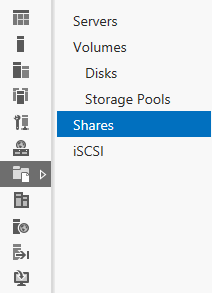 Servers
Volumes
Disks
Storage Pools
Shares
iSCSI